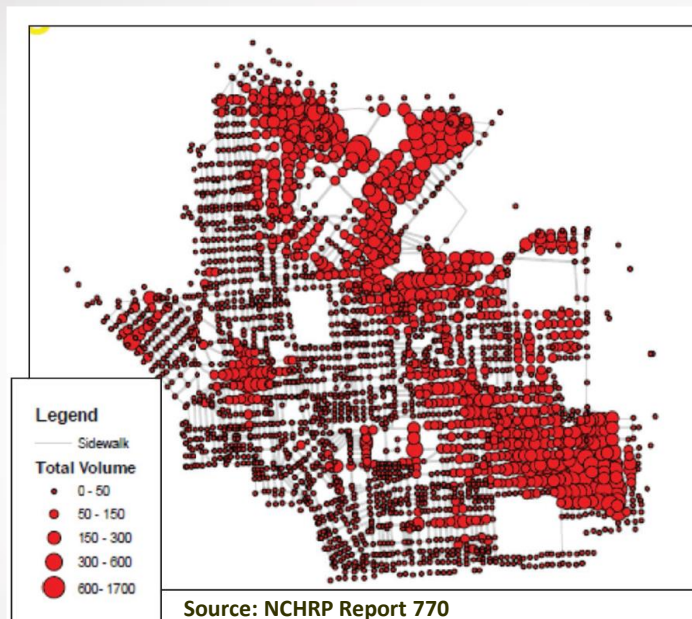 Legend
Sidewalk
Total Volume
0 - 50
50 - 150
150 - 300
300 - 600
600- 1700
Source: NCHRP Report 770